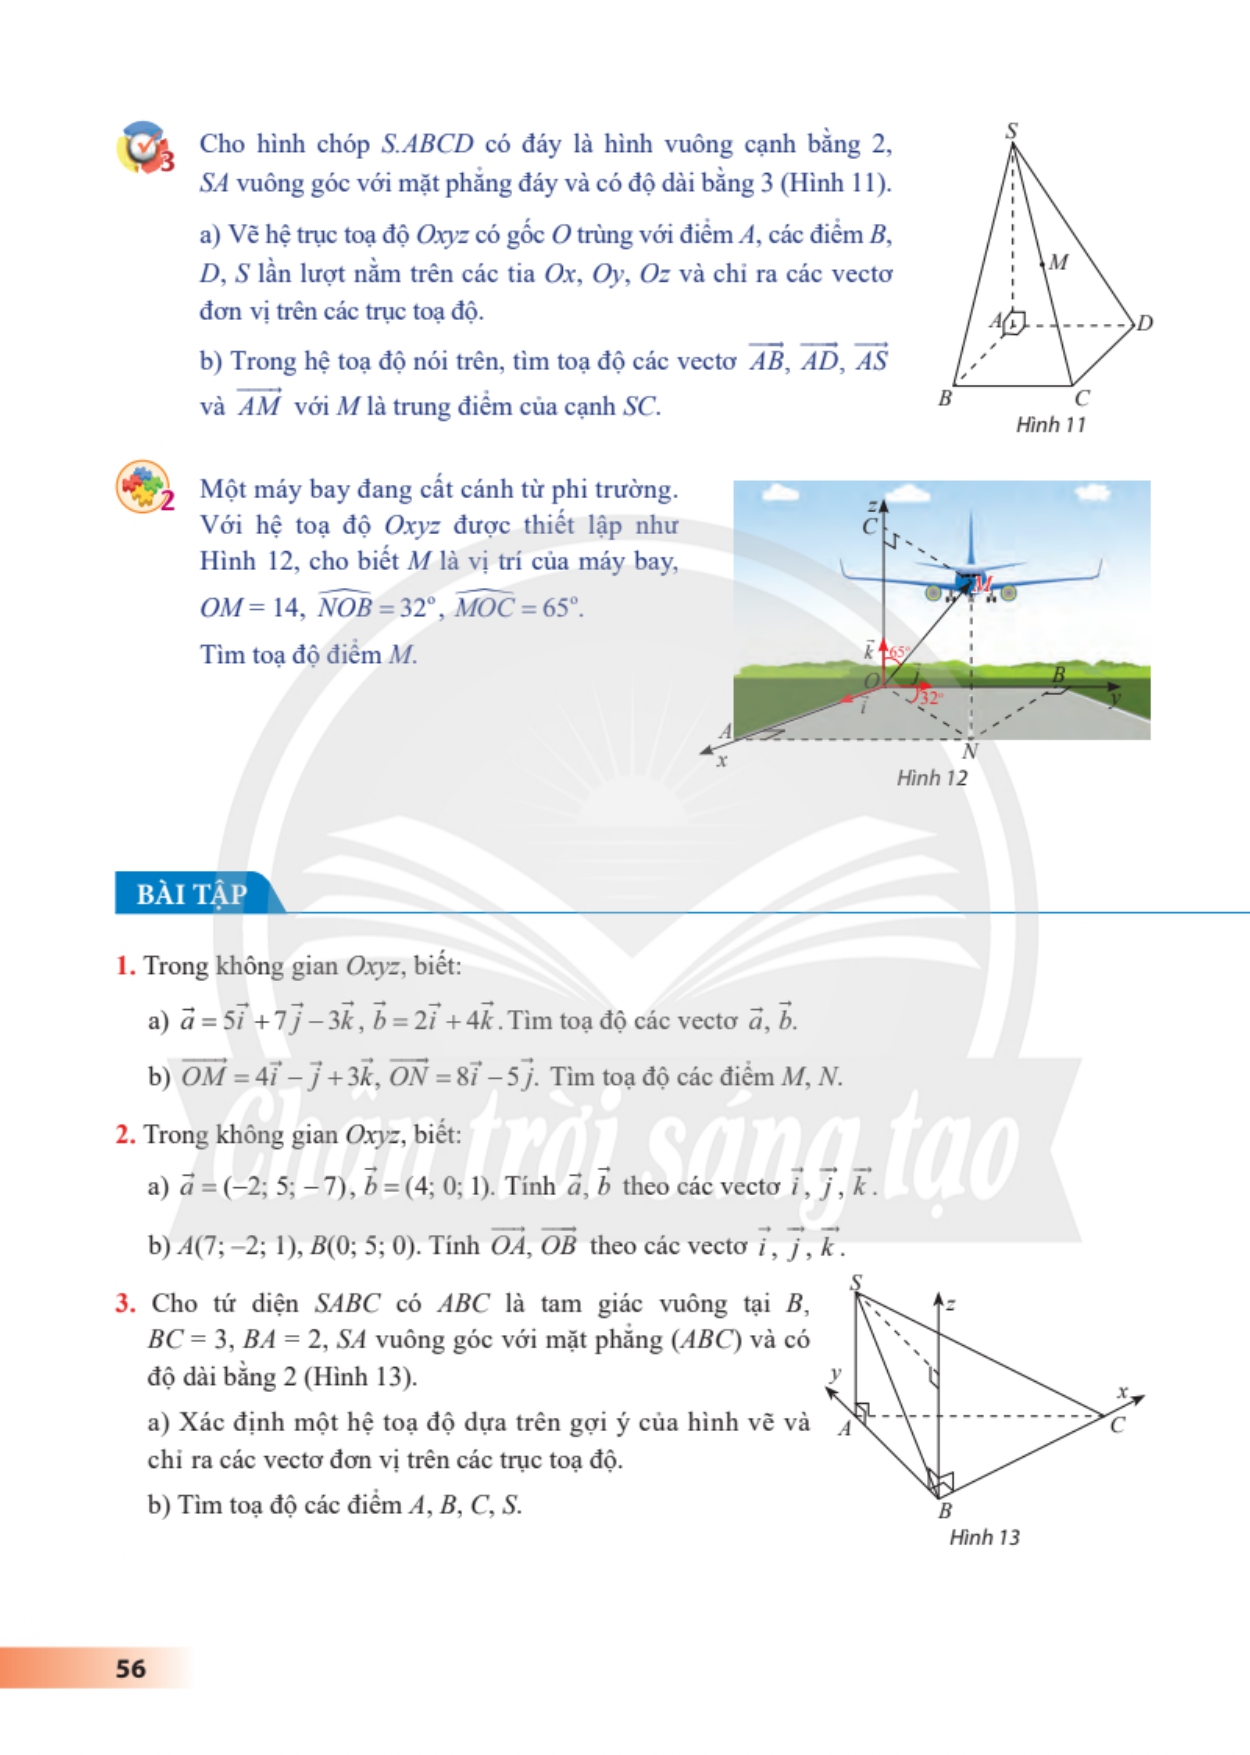 3
Cho hình chóp S.ABCD có đáy là hình vuông cạnh bằng 2,
SA vuông góc với mặt phẳng đáy và có độ dài bằng 3 (Hình 11).
a) Vẽ hệ trục toạ độ Oxyz có gốc O trùng với điểm A, các điểm B,
D, S lần lượt nằm trên các tia Ox, Oy, Oz và chỉ ra các vectơ
đơn vị trên các trục toạ độ.
b) Trong hệ toạ độ nói trên, tìm toạ độ các vectơ $\overrightarrow{AB}$, $\overrightarrow{AD}$, $\overrightarrow{AS}$
và $\overrightarrow{AM}$ với M là trung điểm của cạnh SC.
S
M
A
D
B
C
Hình 11
2
Một máy bay đang cất cánh từ phi trường.
Với hệ toạ độ Oxyz được thiết lập như
Hình 12, cho biết M là vị trí của máy bay,
OM = 14, $\widehat{NOB}$ = 32°, $\widehat{MOC}$ = 65°.
Tìm toạ độ điểm M.
z
C
M
$\vec{k}$ 65°
O
$\vec{j}$
B
32°
$\vec{i}$
y
A
x
N
Hình 12
BÀI TẬP
1. Trong không gian Oxyz, biết:
a) $\vec{a}$ = 5$\vec{i}$ + 7$\vec{j}$ – 3$\vec{k}$, $\vec{b}$ = 2$\vec{i}$ + 4$\vec{k}$. Tìm toạ độ các vectơ $\vec{a}$, $\vec{b}$.
b) $\overrightarrow{OM}$ = 4$\vec{i}$ – $\vec{j}$ + 3$\vec{k}$, $\overrightarrow{ON}$ = 8$\vec{i}$ – 5$\vec{j}$. Tìm toạ độ các điểm M, N.
2. Trong không gian Oxyz, biết:
a) $\vec{a}$ = (–2; 5; –7), $\vec{b}$ = (4; 0; 1). Tính $\vec{a}$, $\vec{b}$ theo các vectơ $\vec{i}$, $\vec{j}$, $\vec{k}$.
b) A(7; –2; 1), B(0; 5; 0). Tính $\overrightarrow{OA}$, $\overrightarrow{OB}$ theo các vectơ $\vec{i}$, $\vec{j}$, $\vec{k}$.
Chân trời sáng tạo
3. Cho tứ diện SABC có ABC là tam giác vuông tại B,
BC = 3, BA = 2, SA vuông góc với mặt phẳng (ABC) và có
độ dài bằng 2 (Hình 13).
a) Xác định một hệ toạ độ dựa trên gợi ý của hình vẽ và
chỉ ra các vectơ đơn vị trên các trục toạ độ.
b) Tìm toạ độ các điểm A, B, C, S.
S
z
y
x
A
C
B
Hình 13
56